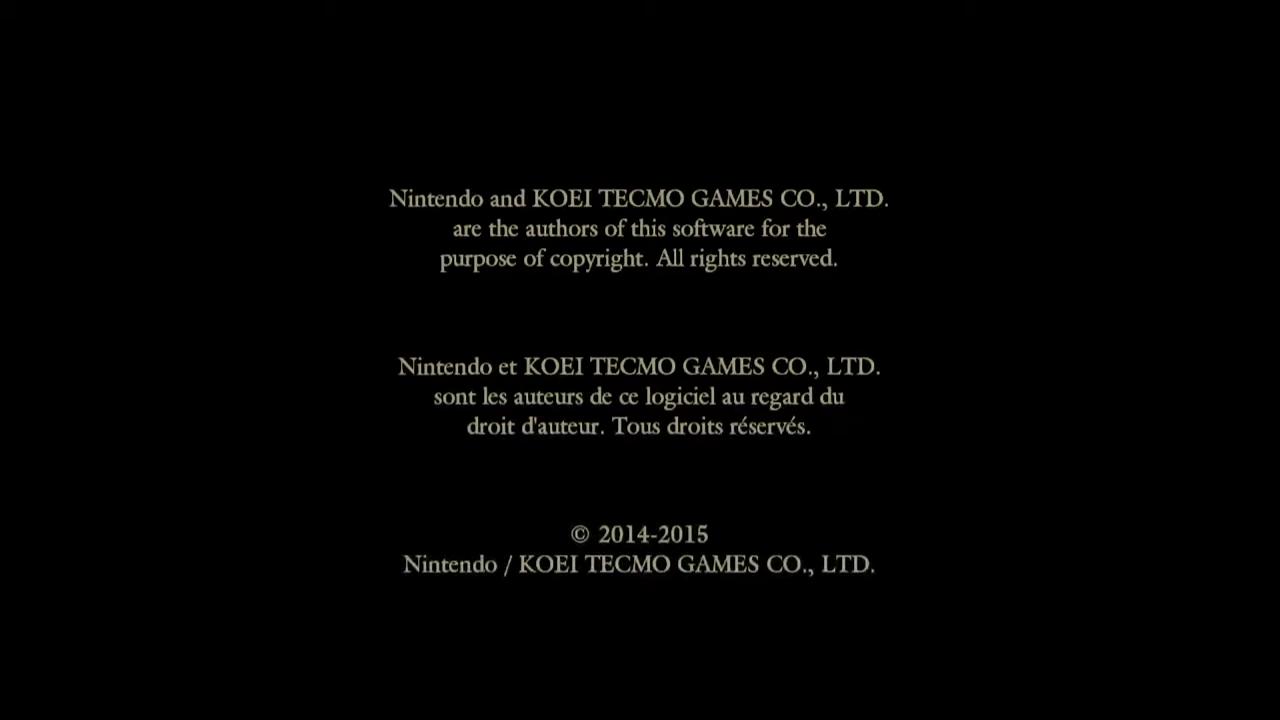 Nintendo and KOEI TECMO GAMES CO., LTD.
are the authors of this software for the
purpose of copyright. All rights reserved.
Nintendo et KOEI TECMO GAMES CO., LTD.
sont les auteurs de ce logiciel au regard du
droit d'auteur. Tous droits réservés.
© 2014-2015
Nintendo / KOEI TECMO GAMES CO., LTD.